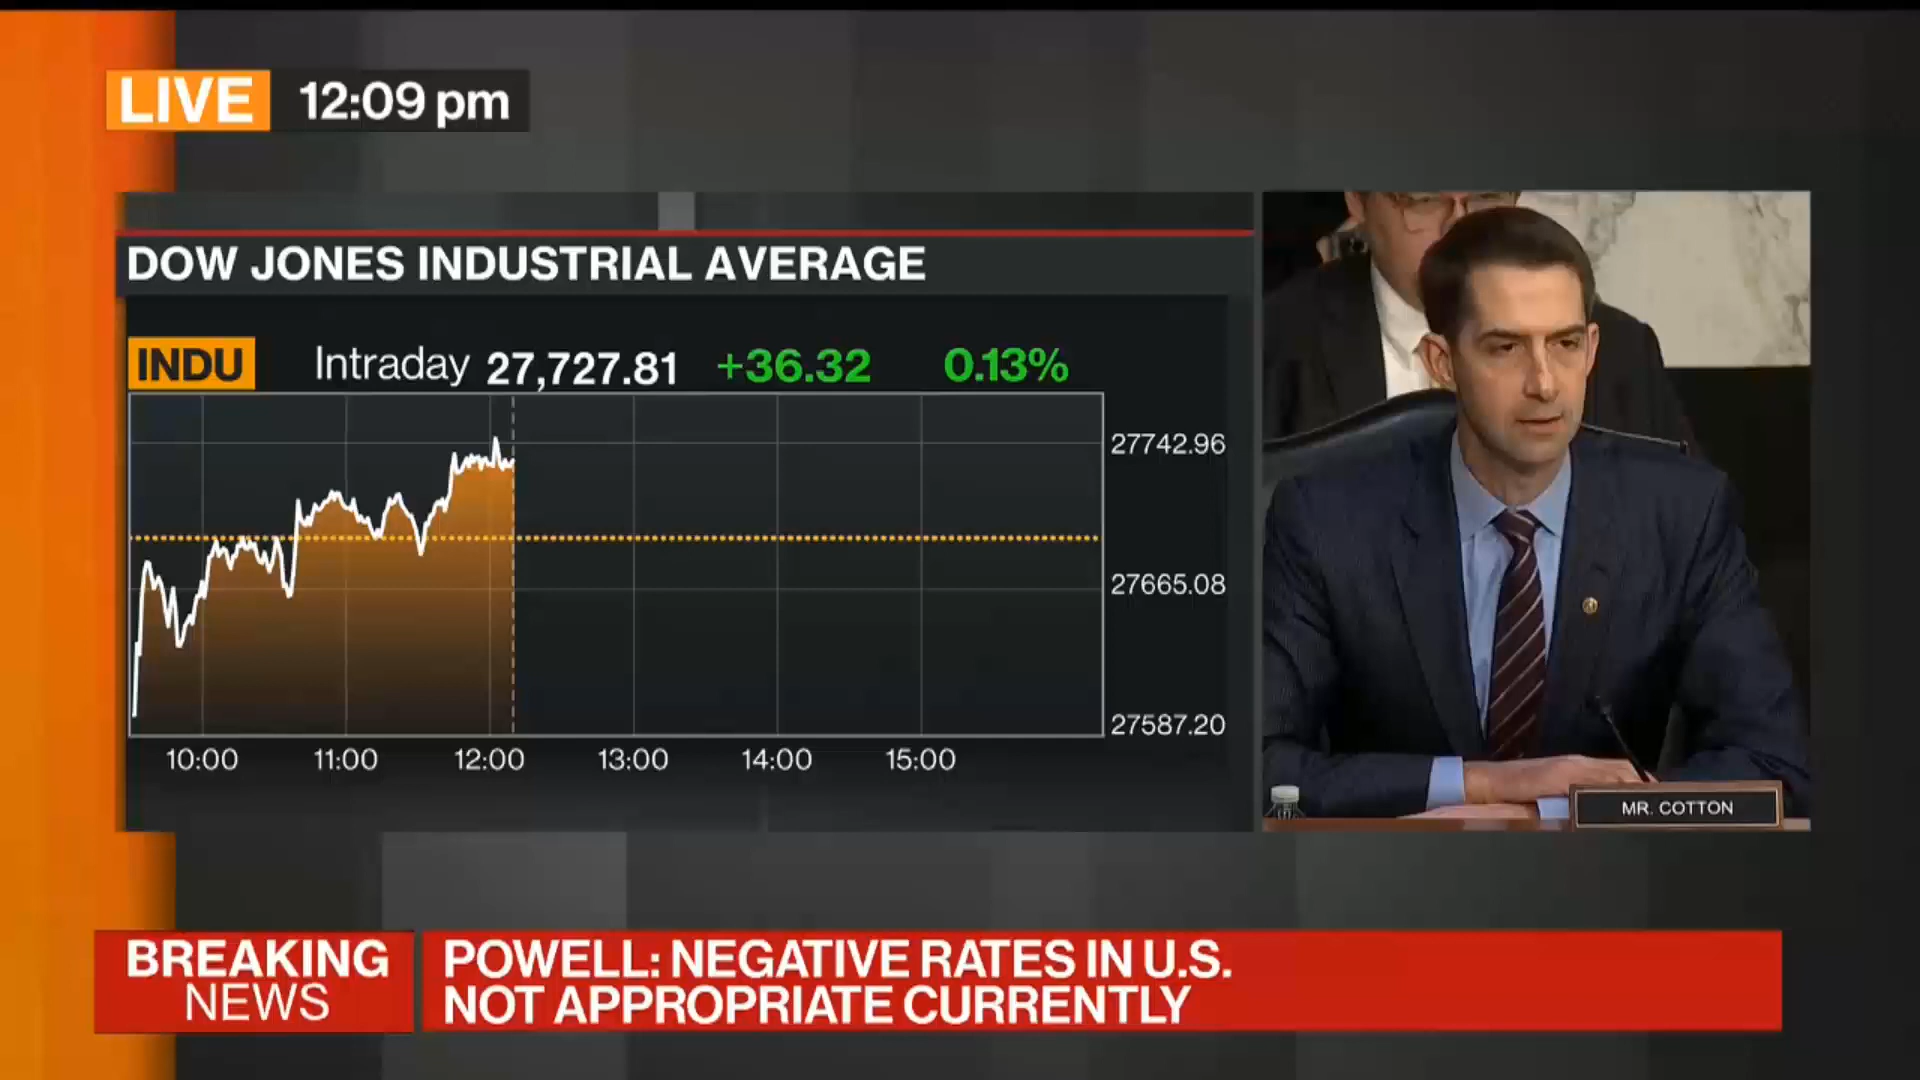 LIVE 12:09 pm
DOW JONES INDUSTRIAL AVERAGE
INDU Intraday 27,727.81 +36.32 0.13%
27742.96
27665.08
27587.20
10:00 11:00 12:00 13:00 14:00 15:00
MR. COTTON
BREAKING NEWS
POWELL: NEGATIVE RATES IN U.S.
NOT APPROPRIATE CURRENTLY